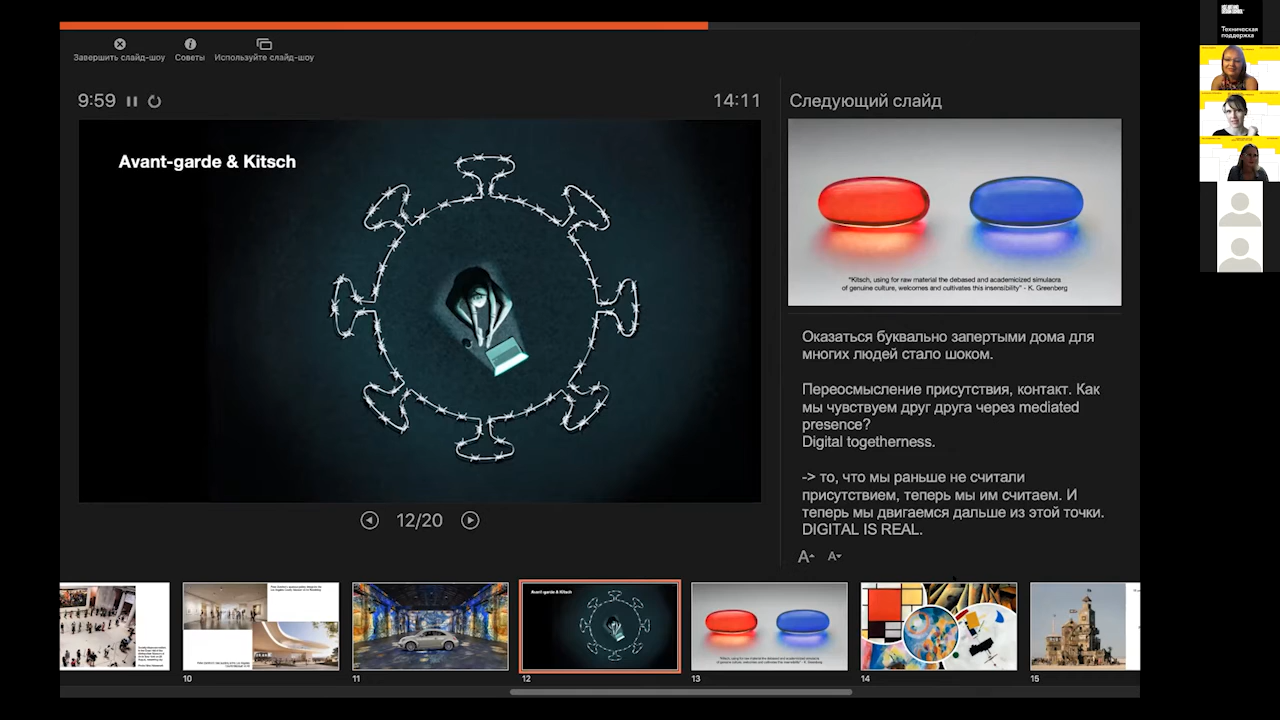 Завершить слайд-шоу
Советы
Используйте слайд-шоу
9:59
14:11
Следующий слайд
Avant-garde & Kitsch
"Kitsch, using for raw material the debased and academicized simulacra
of genuine culture, welcomes and cultivates this insensibility" - K. Greenberg
Оказаться буквально запертыми дома для
многих людей стало шоком.
Переосмысление присутствия, контакт. Как
мы чувствуем друг друга через mediated
presence?
Digital togetherness.
-> то, что мы раньше не считали
присутствием, теперь мы им считаем. И
теперь мы двигаемся дальше из этой точки.
DIGITAL IS REAL.
12/20
A A
Avant-garde & Kitsch
10
11
12
13
14
15
Техническая
поддержка